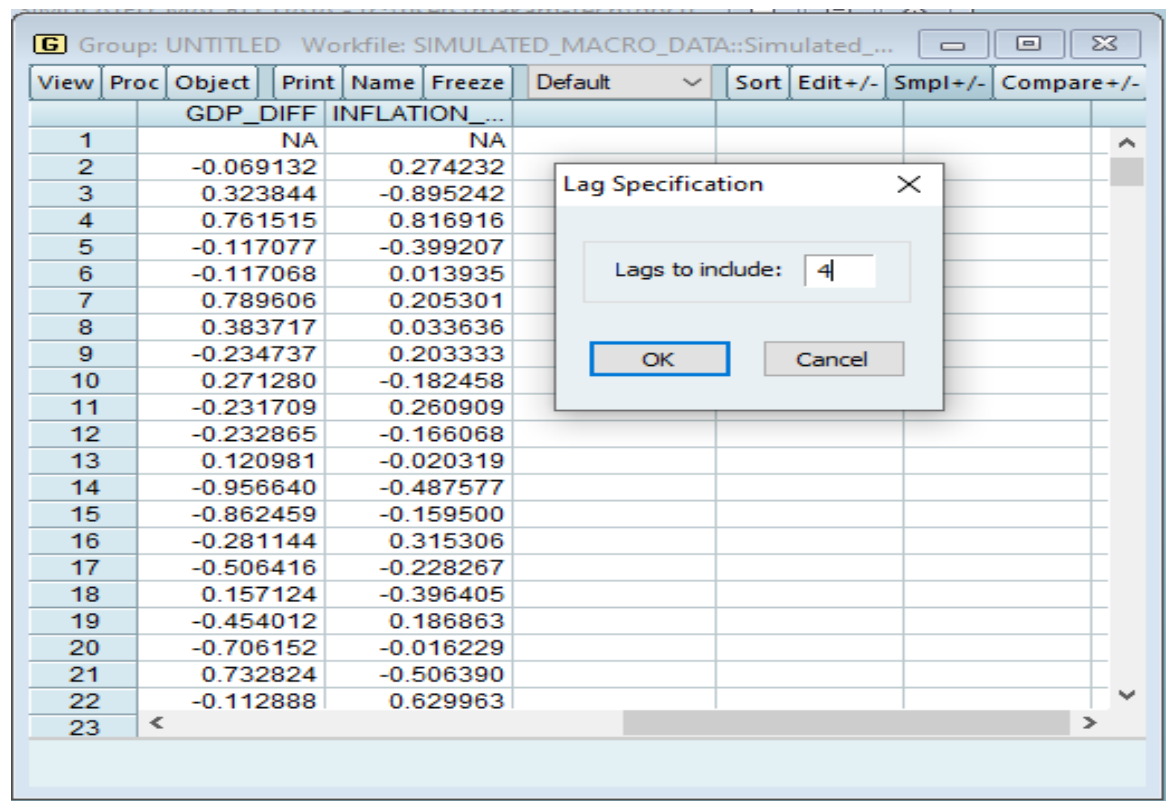 G Group: UNTITLED Workfile: SIMULATED_MACRO_DATA::Simulated_...
View Proc Object Print Name Freeze Default Sort Edit+/- Smpl+/- Compare+/-
GDP_DIFF INFLATION_...
1 NA NA
2 -0.069132 0.274232
3 0.323844 -0.895242
4 0.761515 0.816916
5 -0.117077 -0.399207
6 -0.117068 0.013935
7 0.789606 0.205301
8 0.383717 0.033636
9 -0.234737 0.203333
10 0.271280 -0.182458
11 -0.231709 0.260909
12 -0.232865 -0.166068
13 0.120981 -0.020319
14 -0.956640 -0.487577
15 -0.862459 -0.159500
16 -0.281144 0.315306
17 -0.506416 -0.228267
18 0.157124 -0.396405
19 -0.454012 0.186863
20 -0.706152 -0.016229
21 0.732824 -0.506390
22 -0.112888 0.629963
23
Lag Specification
Lags to include: 4
OK Cancel